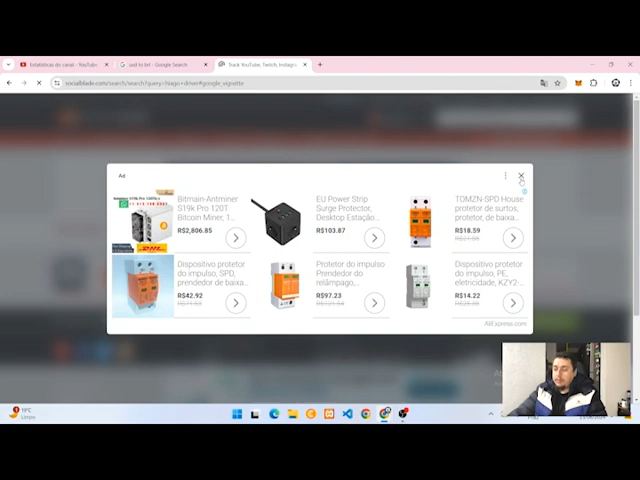 Estatísticas do canal - YouTube
usd to brl - Google Search
Track YouTube, Twitch, Instagram
socialblade.com/search/search?query=hiago+driver#google_vignette
Ad
Bitmain-Antminer
S19k Pro 120T
Bitcoin Miner, 1...
R$2,806.85
EU Power Strip
Surge Protector,
Desktop Estação...
R$103.87
TOMZN-SPD House
protetor de surtos,
protetor, de baixa...
R$18.59
Dispositivo protetor
do impulso, SPD,
prendedor de baixa...
R$42.92
Protetor do impulso
Prendedor do
relâmpago,...
R$97.23
Dispositivo protetor
do impulso, PE,
eletricidade, KZY2-
R$14.22
AliExpress.com
19°C
Limpo